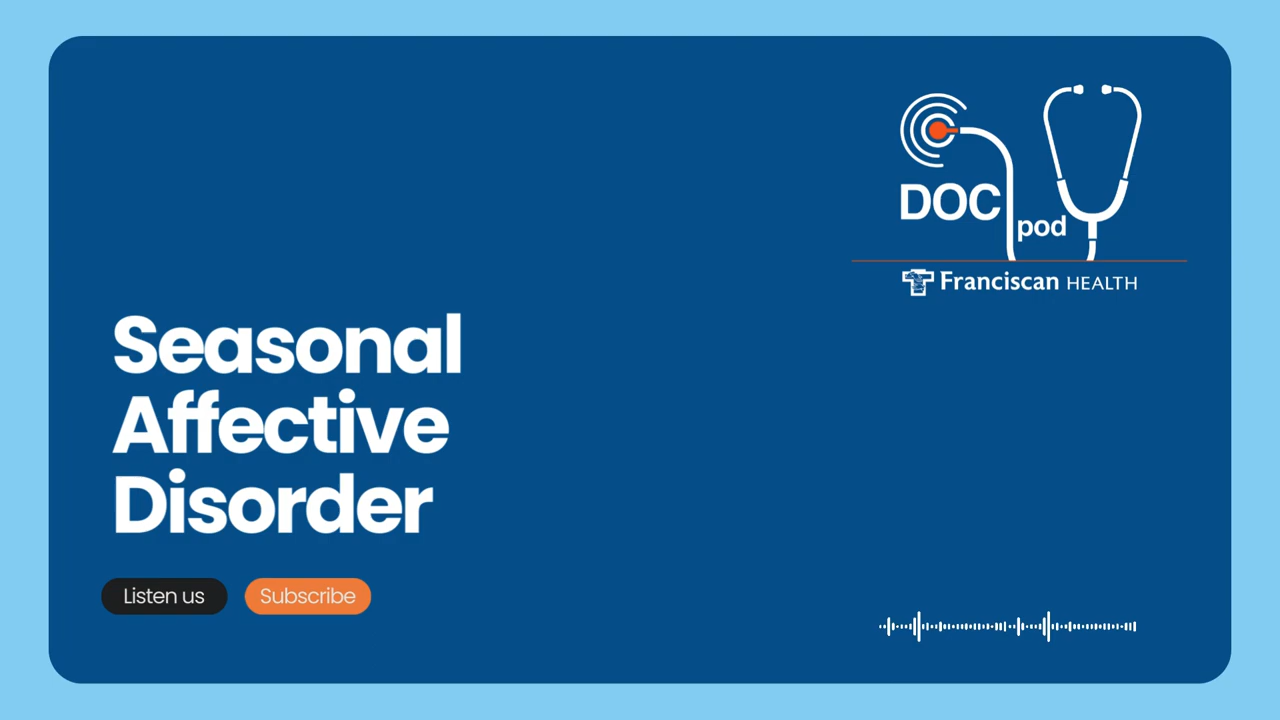 DOC
pod
Franciscan HEALTH
Seasonal
Affective
Disorder
Listen us
Subscribe